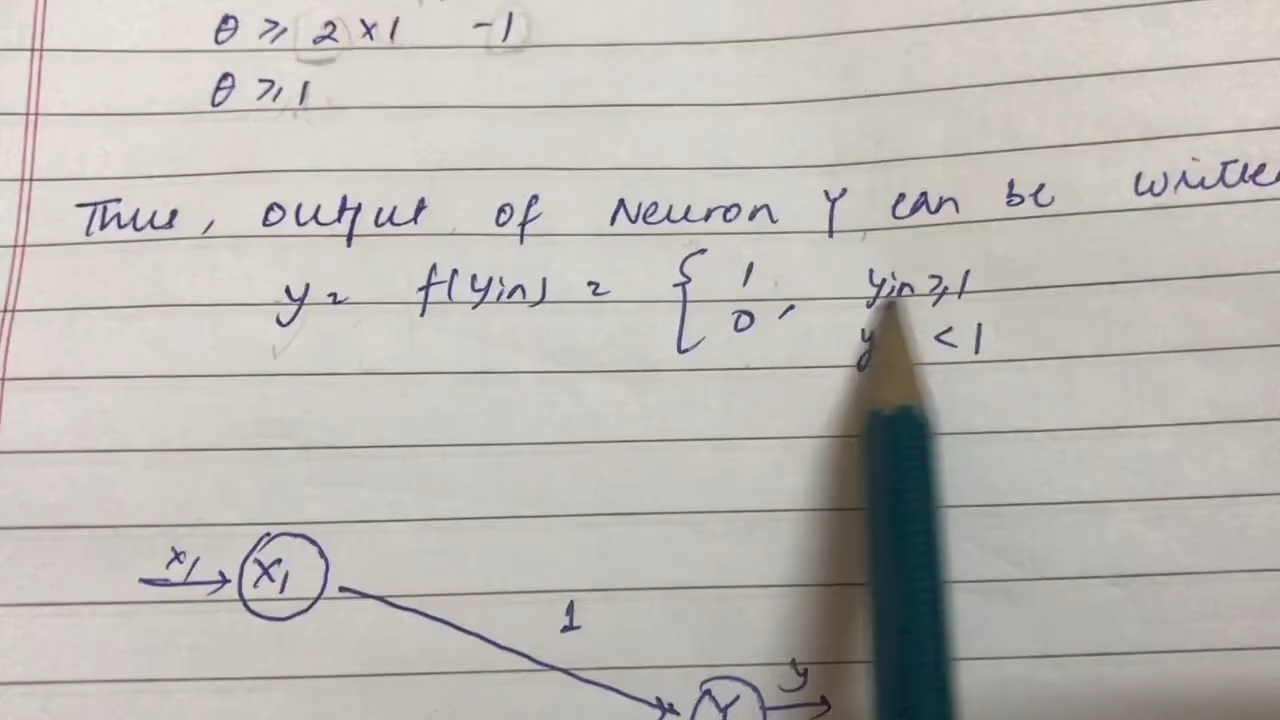 θ ≥ 2 × 1 - 1
θ ≥ 1
Thus, output of Neuron Y can be
y = f(yin) = { 1 yin ≥ 1
0, y < 1
x1 X1
1
Y y